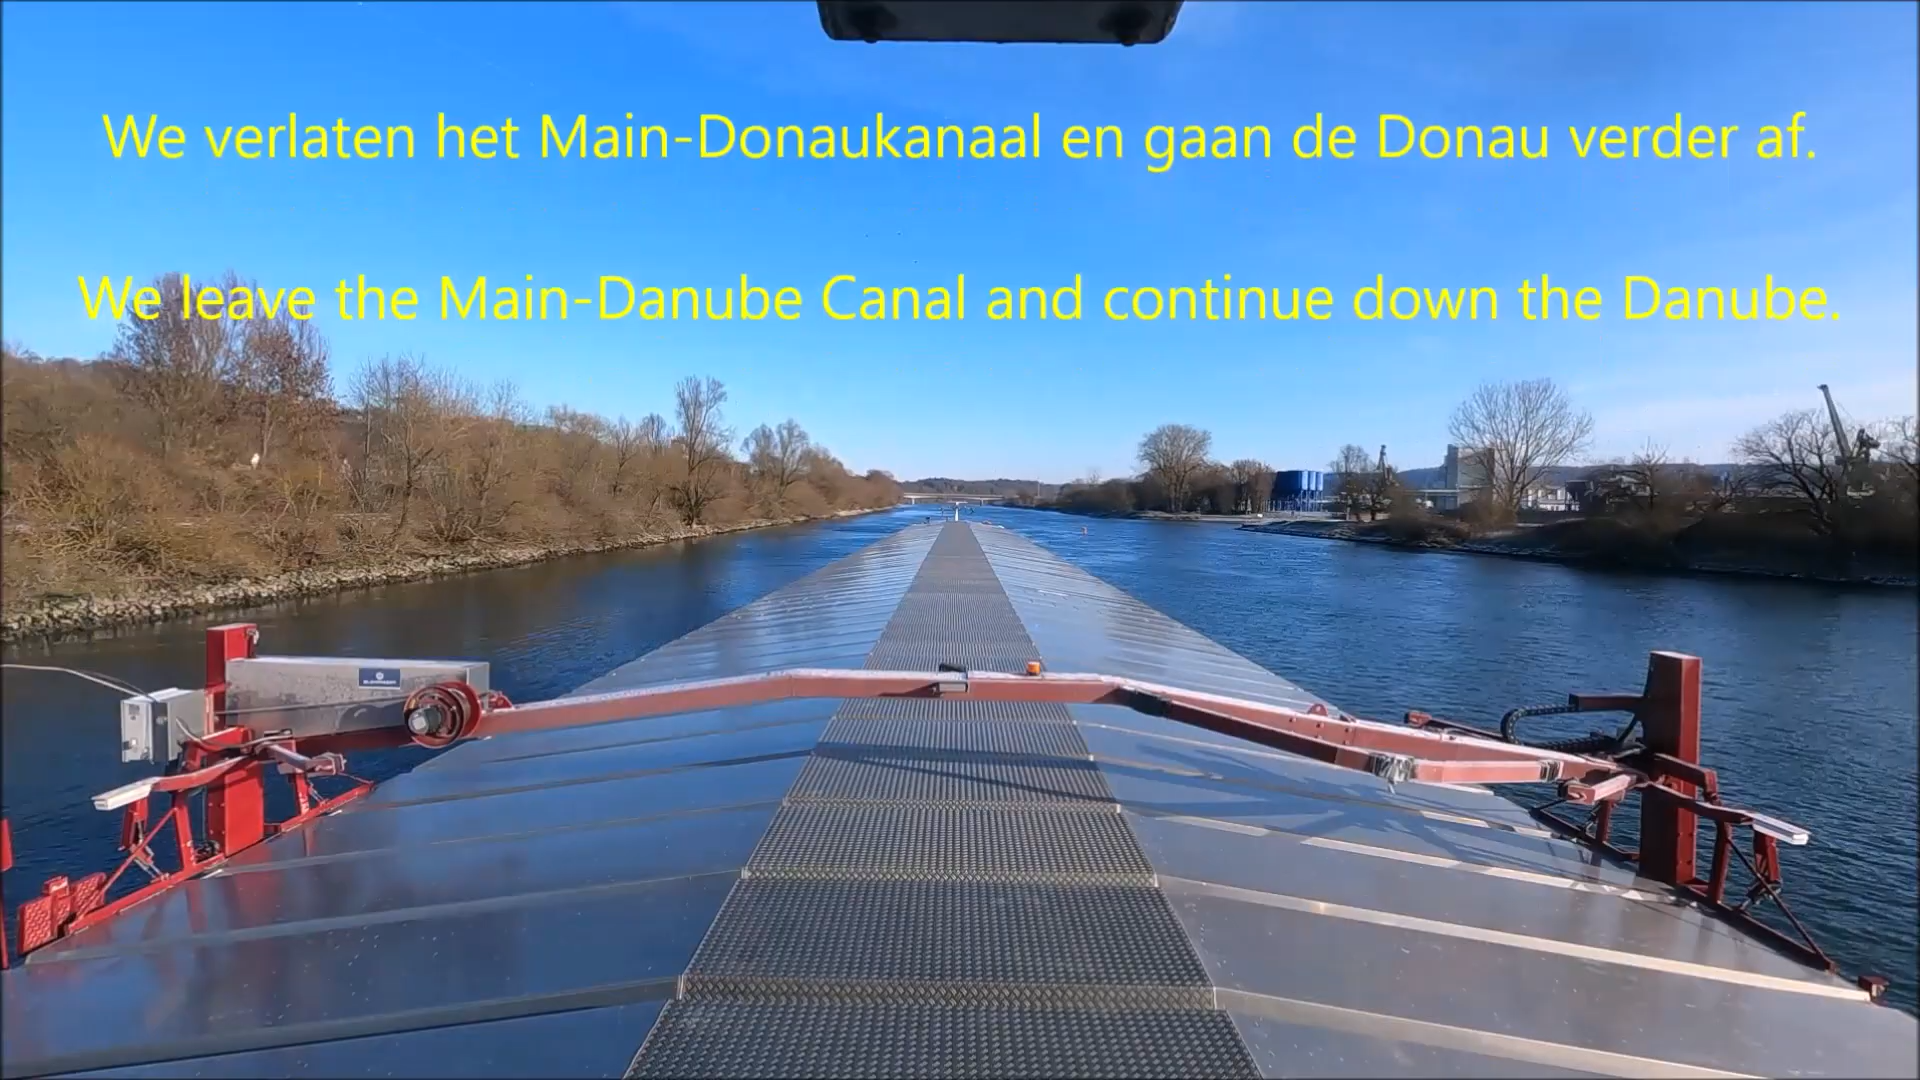 We verlaten het Main-Donaukanaal en gaan de Donau verder af.
We leave the Main-Danube Canal and continue down the Danube.